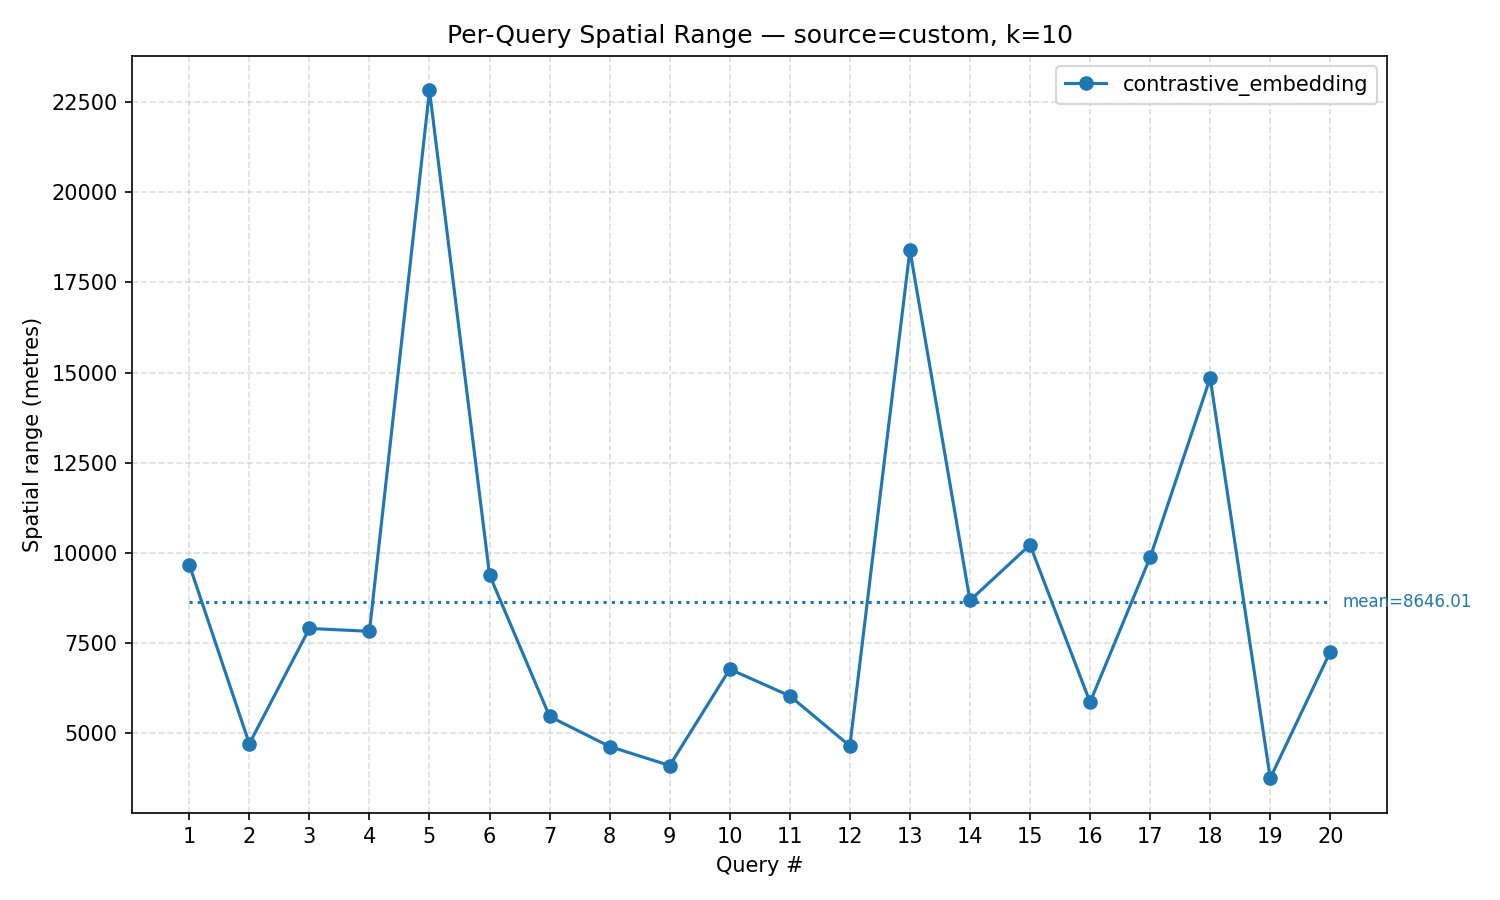 Per-Query Spatial Range — source=custom, k=10
contrastive_embedding
22500
20000
17500
15000
12500
10000
7500
5000
Spatial range (metres)
mean=8646.01
1 2 3 4 5 6 7 8 9 10 11 12 13 14 15 16 17 18 19 20
Query #